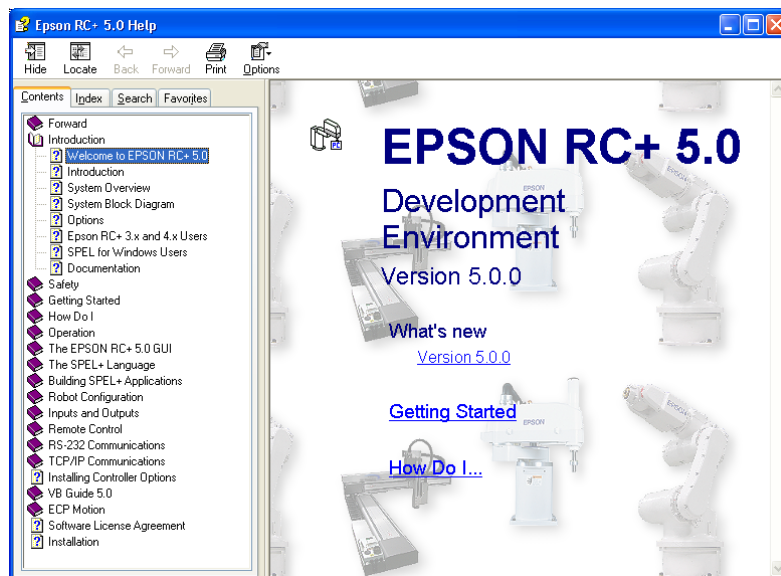 Epson RC+ 5.0 Help
Hide Locate Back Forward Print Options
Contents Index Search Favorites
Forward
Introduction
Welcome to EPSON RC+ 5.0
Introduction
System Overview
System Block Diagram
Options
Epson RC+ 3.x and 4.x Users
SPEL for Windows Users
Documentation
Safety
Getting Started
How Do I
Operation
The EPSON RC+ 5.0 GUI
The SPEL+ Language
Building SPEL+ Applications
Robot Configuration
Inputs and Outputs
Remote Control
RS-232 Communications
TCP/IP Communications
Installing Controller Options
VB Guide 5.0
ECP Motion
Software License Agreement
Installation
EPSON RC+ 5.0
Development
Environment
Version 5.0.0
What's new
Version 5.0.0
Getting Started
How Do I...
EPSON
EPSON